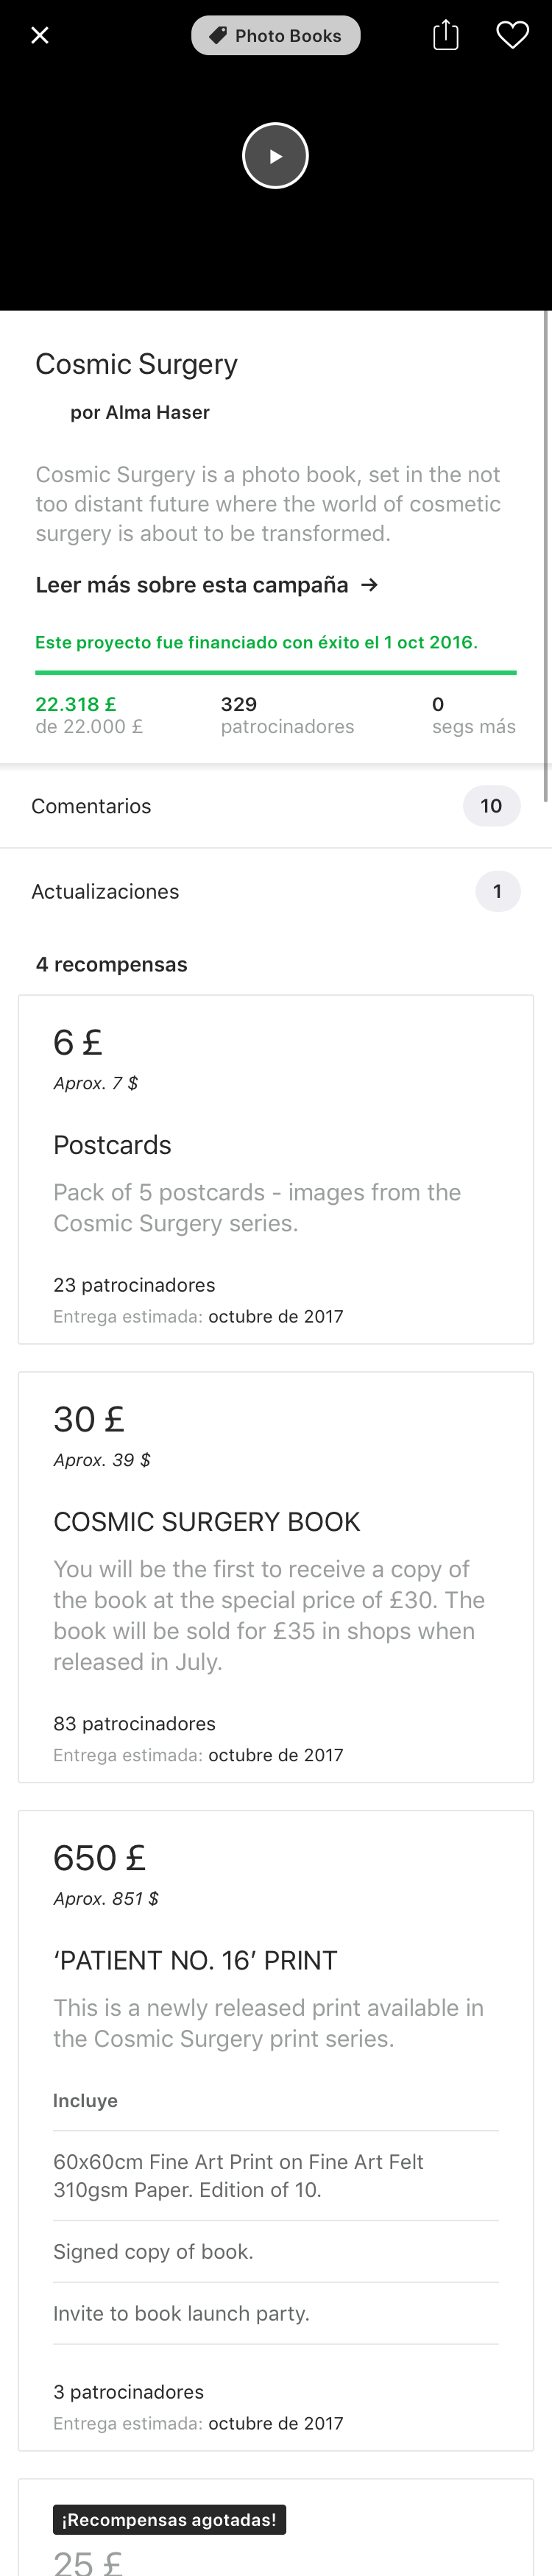 Photo Books
Cosmic Surgery
por Alma Haser
Cosmic Surgery is a photo book, set in the not
too distant future where the world of cosmetic
surgery is about to be transformed.
Leer más sobre esta campaña →
Este proyecto fue financiado con éxito el 1 oct 2016.
22.318 £ 329 0
de 22.000 £ patrocinadores segs más
Comentarios 10
Actualizaciones 1
4 recompensas
6 £
Aprox. 7 $
Postcards
Pack of 5 postcards - images from the
Cosmic Surgery series.
23 patrocinadores
Entrega estimada: octubre de 2017
30 £
Aprox. 39 $
COSMIC SURGERY BOOK
You will be the first to receive a copy of
the book at the special price of £30. The
book will be sold for £35 in shops when
released in July.
83 patrocinadores
Entrega estimada: octubre de 2017
650 £
Aprox. 851 $
‘PATIENT NO. 16’ PRINT
This is a newly released print available in
the Cosmic Surgery print series.
Incluye
60x60cm Fine Art Print on Fine Art Felt
310gsm Paper. Edition of 10.
Signed copy of book.
Invite to book launch party.
3 patrocinadores
Entrega estimada: octubre de 2017
¡Recompensas agotadas!
25 £